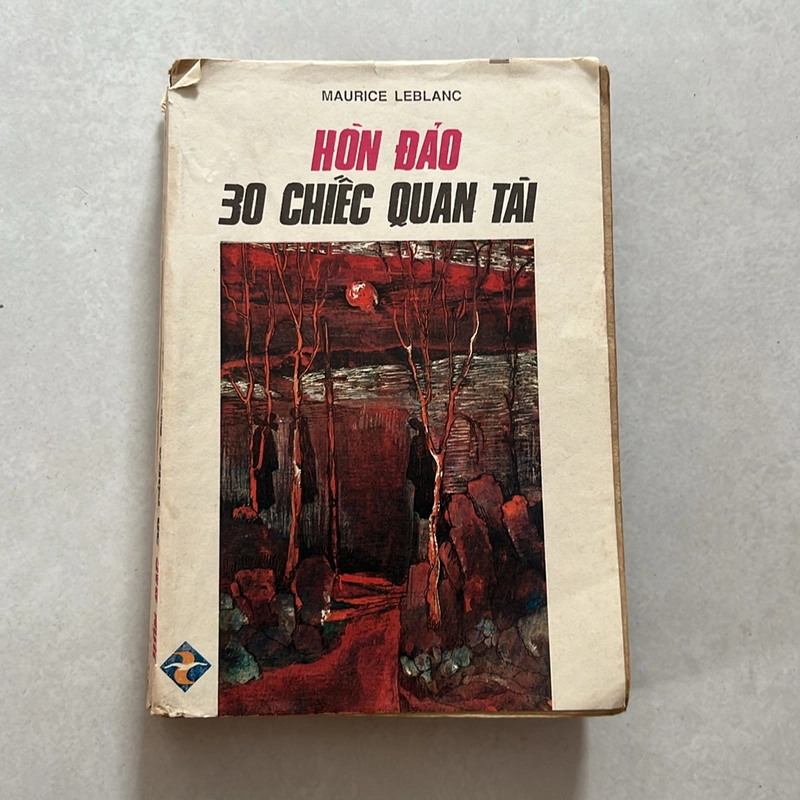 MAURICE LEBLANC
HÒN ĐẢO
30 CHIẾC QUAN TÀI